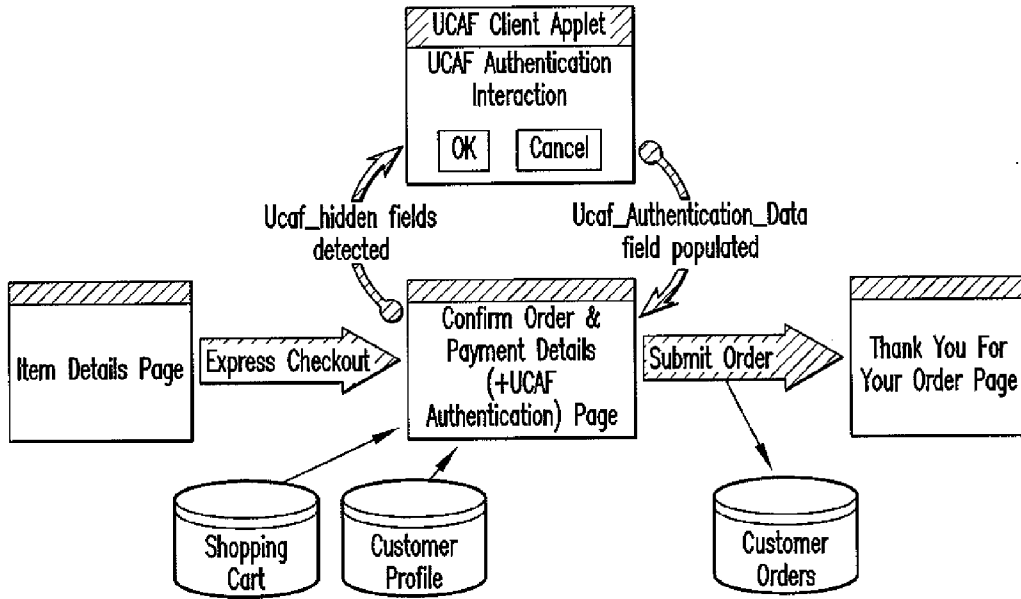 UCAF Client Applet
UCAF Authentication
Interaction
OK
Cancel
Ucaf_hidden fields
detected
Ucaf_Authentication_Data
field populated
Item Details Page
Express Checkout
Confirm Order &
Payment Details
(+UCAF
Authentication) Page
Submit Order
Thank You For
Your Order Page
Shopping
Cart
Customer
Profile
Customer
Orders